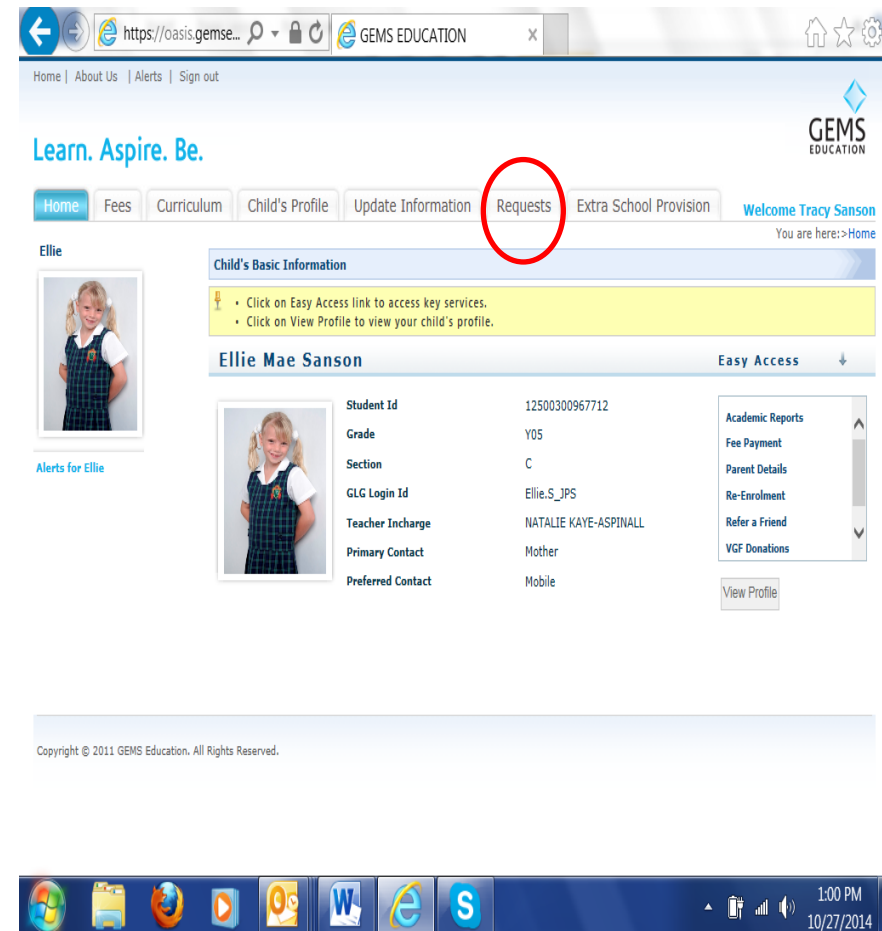 https://oasis.gemse...
GEMS EDUCATION
Home | About Us | Alerts | Sign out
GEMS
EDUCATION
Learn. Aspire. Be.
Home Fees Curriculum Child's Profile Update Information Requests Extra School Provision
Welcome Tracy Sanson
You are here:>Home
Ellie
Alerts for Ellie
Child's Basic Information
• Click on Easy Access link to access key services.
• Click on View Profile to view your child's profile.
Ellie Mae Sanson
Student Id 12500300967712
Grade Y05
Section C
GLG Login Id Ellie.S_JPS
Teacher Incharge NATALIE KAYE-ASPINALL
Primary Contact Mother
Preferred Contact Mobile
Easy Access
Academic Reports
Fee Payment
Parent Details
Re-Enrolment
Refer a Friend
VGF Donations
View Profile
Copyright © 2011 GEMS Education. All Rights Reserved.
1:00 PM
10/27/2014